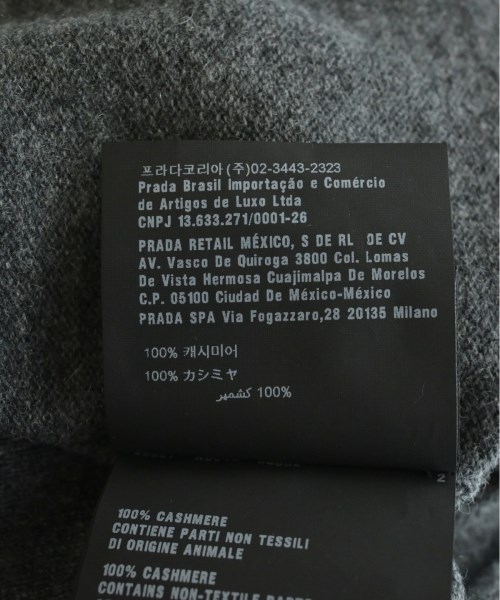 프라다코리아(주)02-3443-2323
Prada Brasil Importação e Comércio
de Artigos de Luxo Ltda
CNPJ 13.633.271/0001-26
PRADA RETAIL MÉXICO, S DE RL DE CV
AV. Vasco De Quiroga 3800 Col. Lomas
De Vista Hermosa Cuajimalpa De Morelos
C.P. 05100 Ciudad De México-México
PRADA SPA Via Fogazzaro,28 20135 Milano
100% 캐시미어
100% カシミヤ
100% كشمير
2
100% CASHMERE
CONTIENE PARTI NON TESSILI
DI ORIGINE ANIMALE
100% CASHMERE
CONTAINS NON-TEXTILE PARTS